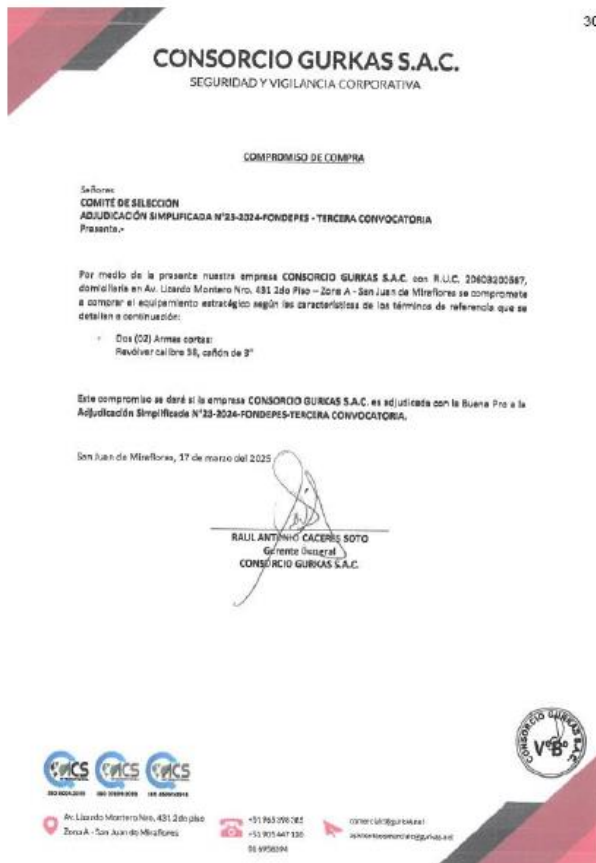 30
CONSORCIO GURKAS S.A.C.
SEGURIDAD Y VIGILANCIA CORPORATIVA
COMPROMISO DE COMPRA
Señores
COMITÉ DE SELECCIÓN
ADJUDICACIÓN SIMPLIFICADA N°23-2024-FONDEPES - TERCERA CONVOCATORIA
Presente.-
Por medio de la presente nuestra empresa CONSORCIO GURKAS S.A.C. con R.U.C.
domiciliaria en Av. Lizardo Montero Nro. 431 2do Piso – Zona A - San Juan de Miraflores se compromete
a comprar el equipamiento estratégico según las características de los términos de referencia que se
detallan a continuación:
- Dos (02) Armas cortas:
Revólver calibre 38, cañón de 3"
Este compromiso se dará si la empresa CONSORCIO GURKAS S.A.C. es adjudicada con la Buena Pro a la
Adjudicación Simplificada N°23-2024-FONDEPES-TERCERA CONVOCATORIA.
San Juan de Miraflores, 17 de marzo del 2025
RAUL ANTONIO CACERES SOTO
Gerente General
CONSORCIO GURKAS S.A.C.
CONSORCIO GURKAS S.A.C.
V°B°
ACS ACS ACS
Av. Lizardo Montero Nro. 431 2do piso
Zona A - San Juan de Miraflores